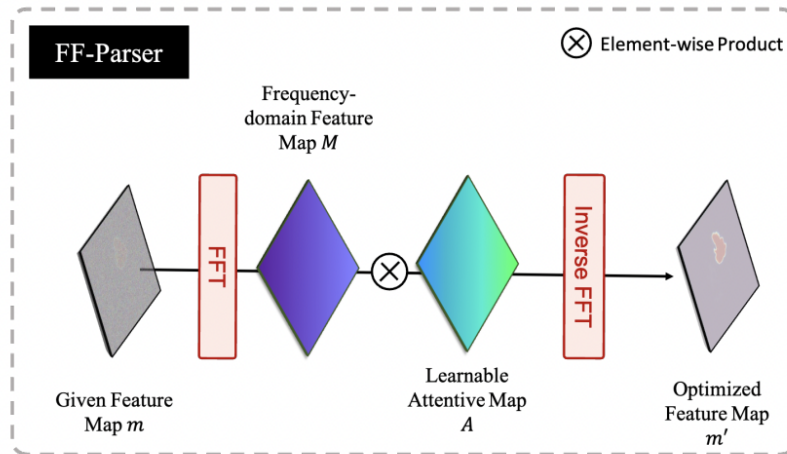 FF-Parser
Element-wise Product
Frequency-
domain Feature
Map M
FFT
Inverse FFT
Given Feature
Map m
Learnable
Attentive Map
A
Optimized
Feature Map
m′